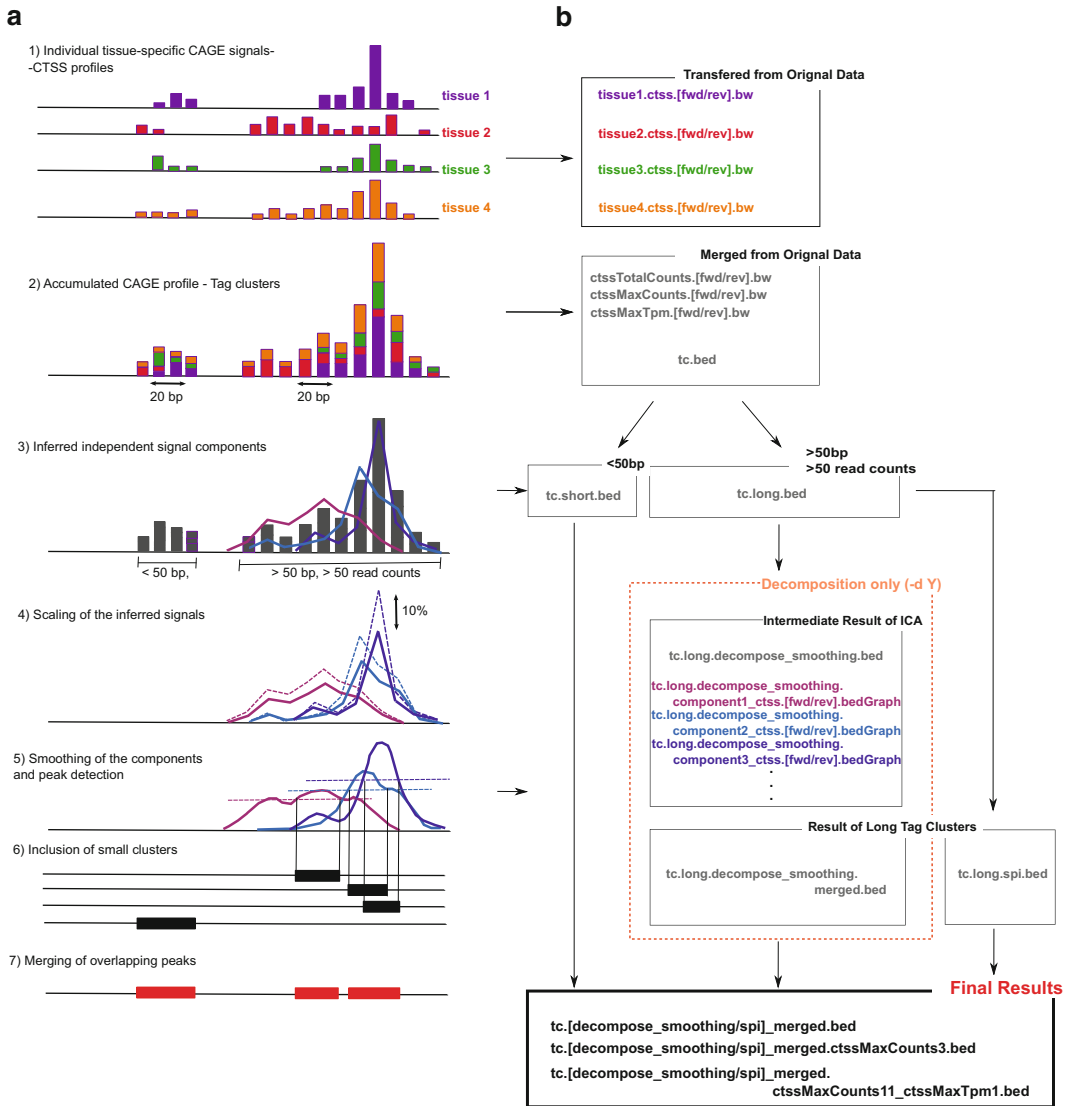 a
1) Individual tissue-specific CAGE signals-
-CTSS profiles
tissue 1
tissue 2
tissue 3
tissue 4
2) Accumulated CAGE profile - Tag clusters
20 bp
20 bp
3) Inferred independent signal components
< 50 bp,
> 50 bp, > 50 read counts
4) Scaling of the inferred signals
10%
5) Smoothing of the components
and peak detection
6) Inclusion of small clusters
7) Merging of overlapping peaks
b
Transfered from Orignal Data
tissue1.ctss.[fwd/rev].bw
tissue2.ctss.[fwd/rev].bw
tissue3.ctss.[fwd/rev].bw
tissue4.ctss.[fwd/rev].bw
Merged from Orignal Data
ctssTotalCounts.[fwd/rev].bw
ctssMaxCounts.[fwd/rev].bw
ctssMaxTpm.[fwd/rev].bw
tc.bed
<50bp
tc.short.bed
>50bp
>50 read counts
tc.long.bed
Decomposition only (-d Y)
Intermediate Result of ICA
tc.long.decompose_smoothing.bed
tc.long.decompose_smoothing.
component1_ctss.[fwd/rev].bedGraph
tc.long.decompose_smoothing.
component2_ctss.[fwd/rev].bedGraph
tc.long.decompose_smoothing.
component3_ctss.[fwd/rev].bedGraph
.
.
.
Result of Long Tag Clusters
tc.long.decompose_smoothing.
merged.bed
tc.long.spi.bed
Final Results
tc.[decompose_smoothing/spi]_merged.bed
tc.[decompose_smoothing/spi]_merged.ctssMaxCounts3.bed
tc.[decompose_smoothing/spi]_merged.
ctssMaxCounts11_ctssMaxTpm1.bed